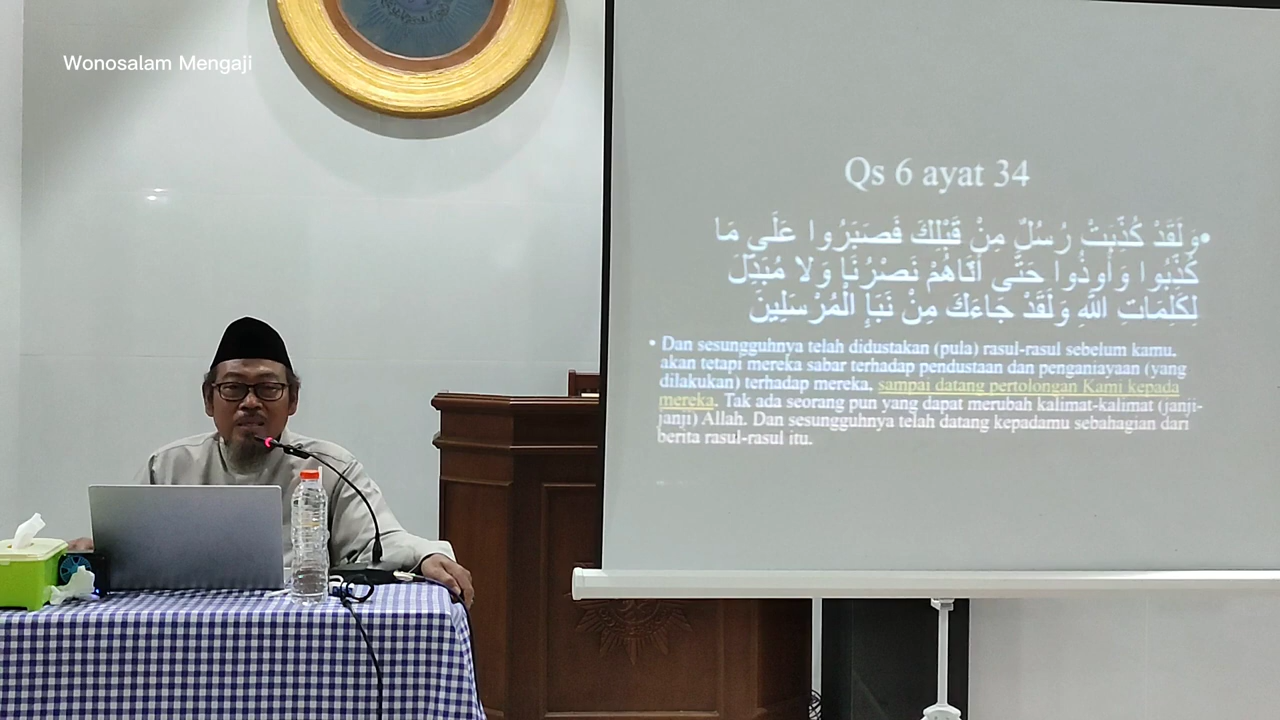 Wonosalam Mengaji
Qs 6 ayat 34
•وَلَقَدْ كُذِّبَتْ رُسُلٌ مِنْ قَبْلِكَ فَصَبَرُوا عَلَى مَا
كُذِّبُوا وَأُوذُوا حَتَّى أَتَاهُمْ نَصْرُنَا وَلا مُبَدِّلَ
لِكَلِمَاتِ اللَّهِ وَلَقَدْ جَاءَكَ مِنْ نَبَإِ الْمُرْسَلِينَ
• Dan sesungguhnya telah didustakan (pula) rasul-rasul sebelum kamu,
akan tetapi mereka sabar terhadap pendustaan dan penganiayaan (yang
dilakukan) terhadap mereka, sampai datang pertolongan Kami kepada
mereka. Tak ada seorang pun yang dapat merubah kalimat-kalimat (janji-
janji) Allah. Dan sesungguhnya telah datang kepadamu sebahagian dari
berita rasul-rasul itu.